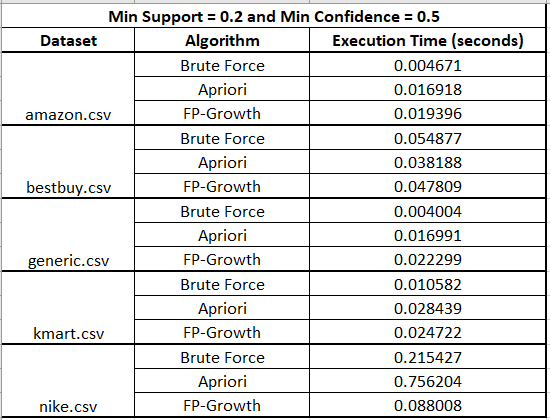 Min Support = 0.2 and Min Confidence = 0.5
Dataset Algorithm Execution Time (seconds)
Brute Force 0.004671
Apriori 0.016918
amazon.csv FP-Growth 0.019396
Brute Force 0.054877
Apriori 0.038188
bestbuy.csv FP-Growth 0.047809
Brute Force 0.004004
Apriori 0.016991
generic.csv FP-Growth 0.022299
Brute Force 0.010582
Apriori 0.028439
kmart.csv FP-Growth 0.024722
Brute Force 0.215427
Apriori 0.756204
nike.csv FP-Growth 0.088008